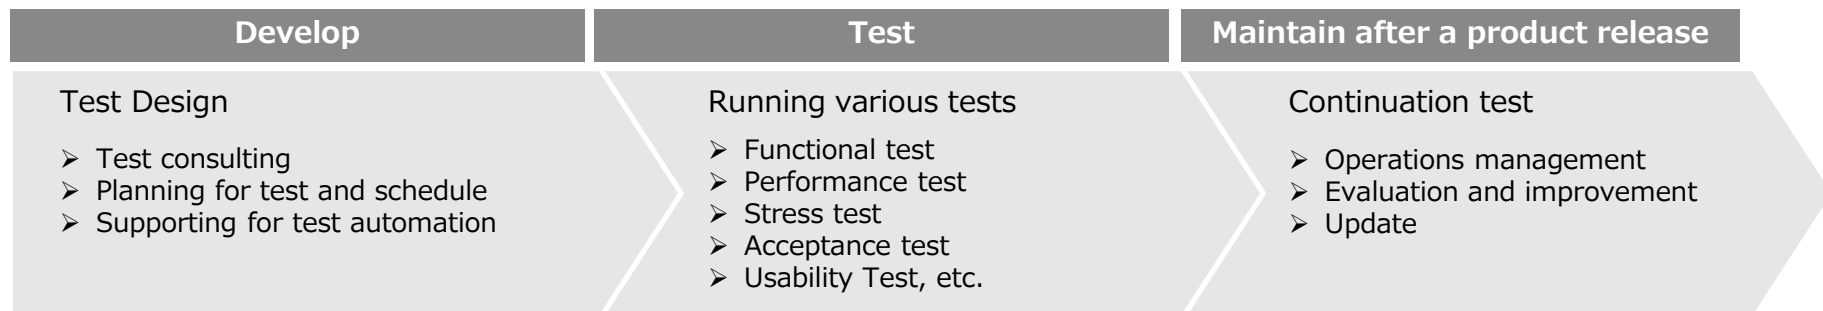 Develop
Test Design
➢ Test consulting
➢ Planning for test and schedule
➢ Supporting for test automation
Test
Running various tests
➢ Functional test
➢ Performance test
➢ Stress test
➢ Acceptance test
➢ Usability Test, etc.
Maintain after a product release
Continuation test
➢ Operations management
➢ Evaluation and improvement
➢ Update